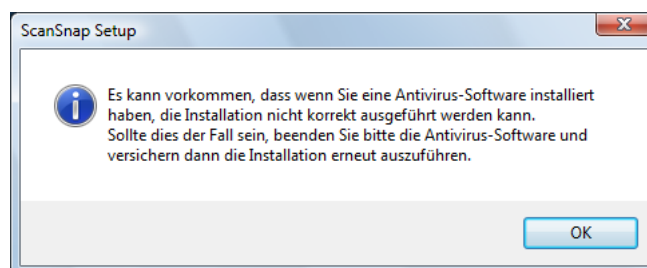 ScanSnap Setup
Es kann vorkommen, dass wenn Sie eine Antivirus-Software installiert
haben, die Installation nicht korrekt ausgeführt werden kann.
Sollte dies der Fall sein, beenden Sie bitte die Antivirus-Software und
versichern dann die Installation erneut auszuführen.
OK